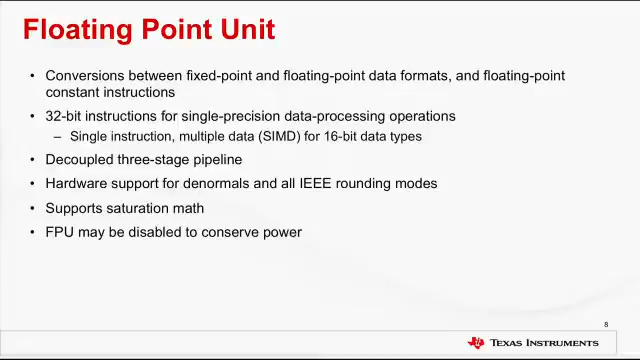 Floating Point Unit
• Conversions between fixed-point and floating-point data formats, and floating-point
constant instructions
• 32-bit instructions for single-precision data-processing operations
– Single instruction, multiple data (SIMD) for 16-bit data types
• Decoupled three-stage pipeline
• Hardware support for denormals and all IEEE rounding modes
• Supports saturation math
• FPU may be disabled to conserve power
8
TEXAS INSTRUMENTS